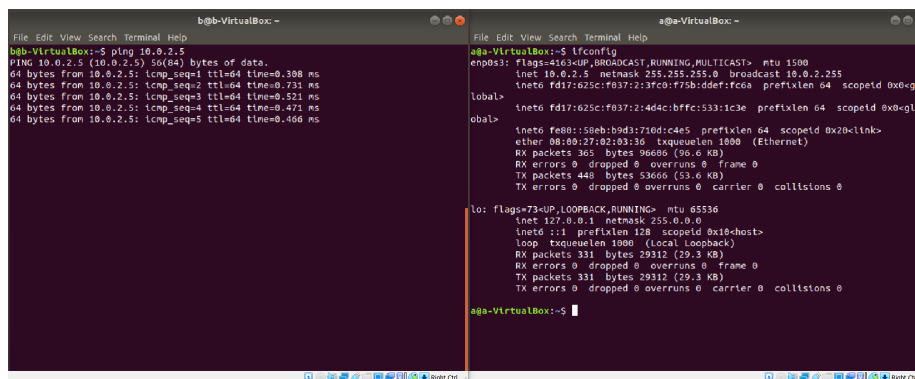 b@b-VirtualBox: ~
File Edit View Search Terminal Help
b@b-VirtualBox:~$ ping 10.0.2.5
PING 10.0.2.5 (10.0.2.5) 56(84) bytes of data.
64 bytes from 10.0.2.5: icmp_seq=1 ttl=64 time=0.308 ms
64 bytes from 10.0.2.5: icmp_seq=2 ttl=64 time=0.731 ms
64 bytes from 10.0.2.5: icmp_seq=3 ttl=64 time=0.521 ms
64 bytes from 10.0.2.5: icmp_seq=4 ttl=64 time=0.471 ms
64 bytes from 10.0.2.5: icmp_seq=5 ttl=64 time=0.466 ms
Right Ctrl
a@a-VirtualBox: ~
File Edit View Search Terminal Help
a@a-VirtualBox:~$ ifconfig
enp0s3: flags=4163<UP,BROADCAST,RUNNING,MULTICAST> mtu 1500
inet 10.0.2.5 netmask 255.255.255.0 broadcast 10.0.2.255
inet6 fd17:625c:f037:2:3fc0:f75b:ddef:fc6a prefixlen 64 scopeid 0x0<g
lobal>
inet6 fd17:625c:f037:2:4d4c:bffc:533:1c3e prefixlen 64 scopeid 0x0<gl
obal>
inet6 fe80::58eb:b9d3:710d:c4e5 prefixlen 64 scopeid 0x20<link>
ether 08:00:27:02:03:36 txqueuelen 1000 (Ethernet)
RX packets 365 bytes 96606 (96.6 KB)
RX errors 0 dropped 0 overruns 0 frame 0
TX packets 448 bytes 53666 (53.6 KB)
TX errors 0 dropped 0 overruns 0 carrier 0 collisions 0
lo: flags=73<UP,LOOPBACK,RUNNING> mtu 65536
inet 127.0.0.1 netmask 255.0.0.0
inet6 ::1 prefixlen 128 scopeid 0x10<host>
loop txqueuelen 1000 (Local Loopback)
RX packets 331 bytes 29312 (29.3 KB)
RX errors 0 dropped 0 overruns 0 frame 0
TX packets 331 bytes 29312 (29.3 KB)
TX errors 0 dropped 0 overruns 0 carrier 0 collisions 0
a@a-VirtualBox:~$
Right Ct